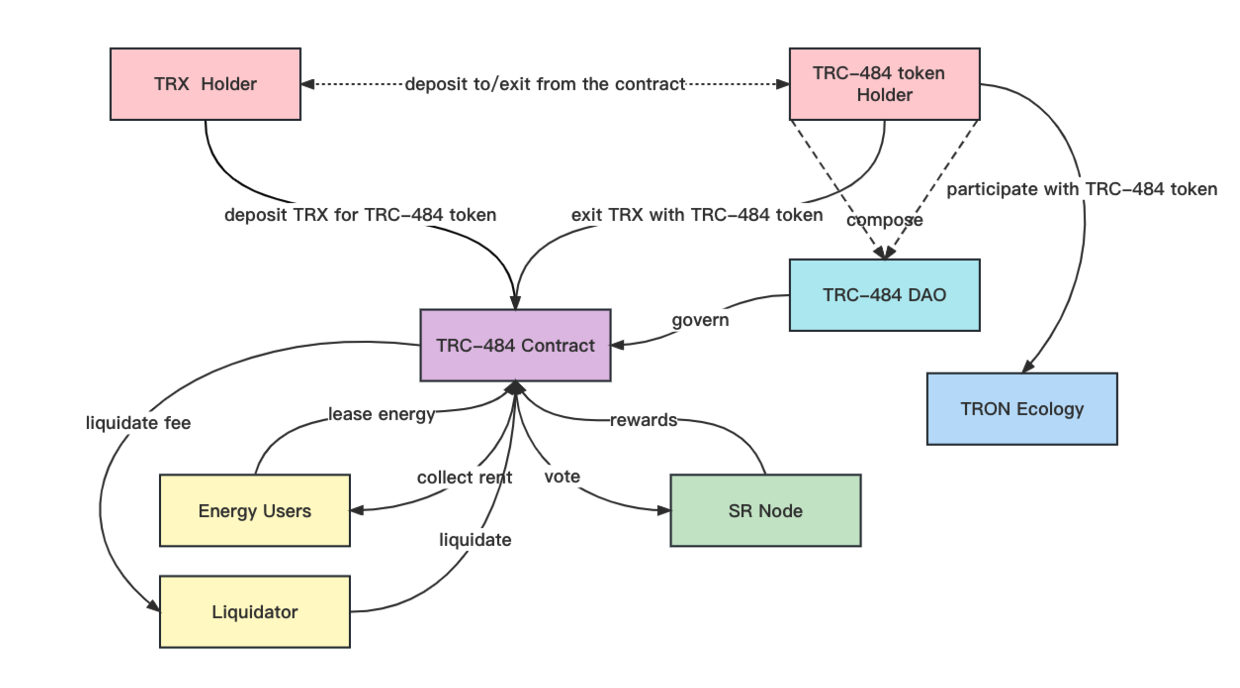 TRX Holder
deposit to/exit from the contract
TRC-484 token
Holder
participate with TRC-484 token
deposit TRX for TRC-484 token
exit TRX with TRC-484 token
compose
TRC-484 DAO
govern
TRC-484 Contract
TRON Ecology
liquidate fee
lease energy
rewards
collect rent
vote
Energy Users
SR Node
liquidate
Liquidator